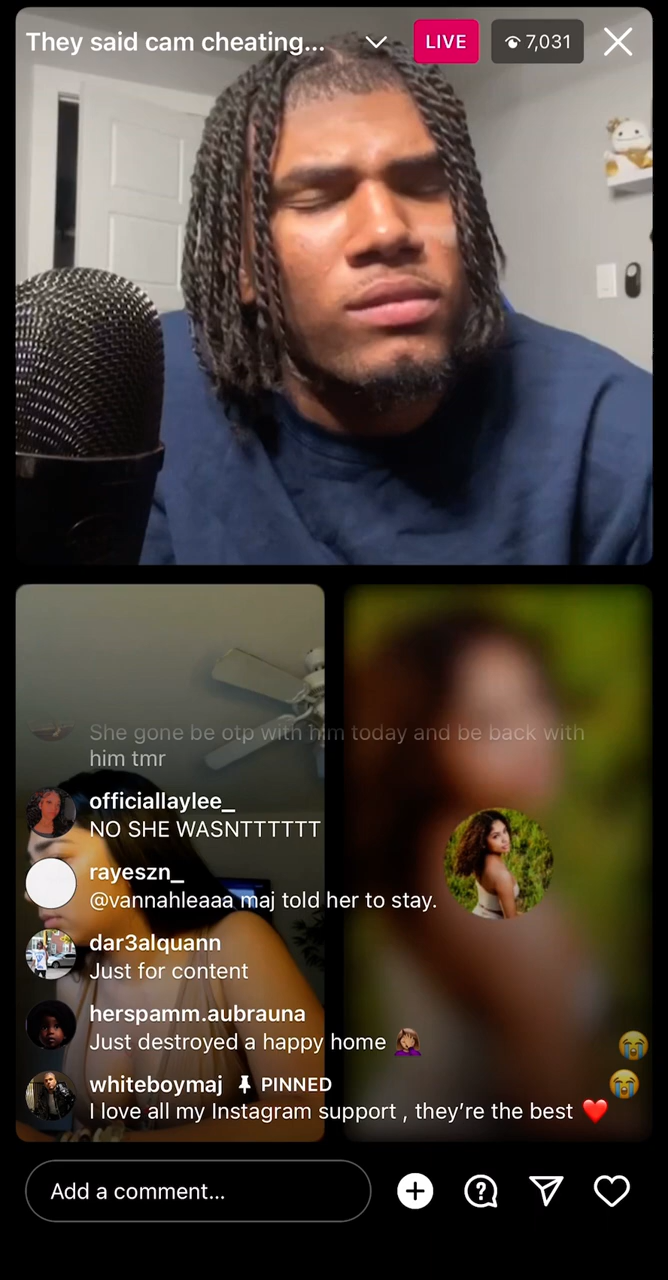 They said cam cheating...
LIVE
7,031
She gone be otp with him today and be back with
him tmr
officiallaylee_
NO SHE WASNTTTTTT
rayeszn_
@vannahleaaa maj told her to stay.
dar3alquann
Just for content
herspamm.aubrauna
Just destroyed a happy home 🤦🏽‍♀️
whiteboymaj PINNED
I love all my Instagram support , they’re the best ❤️
Add a comment...